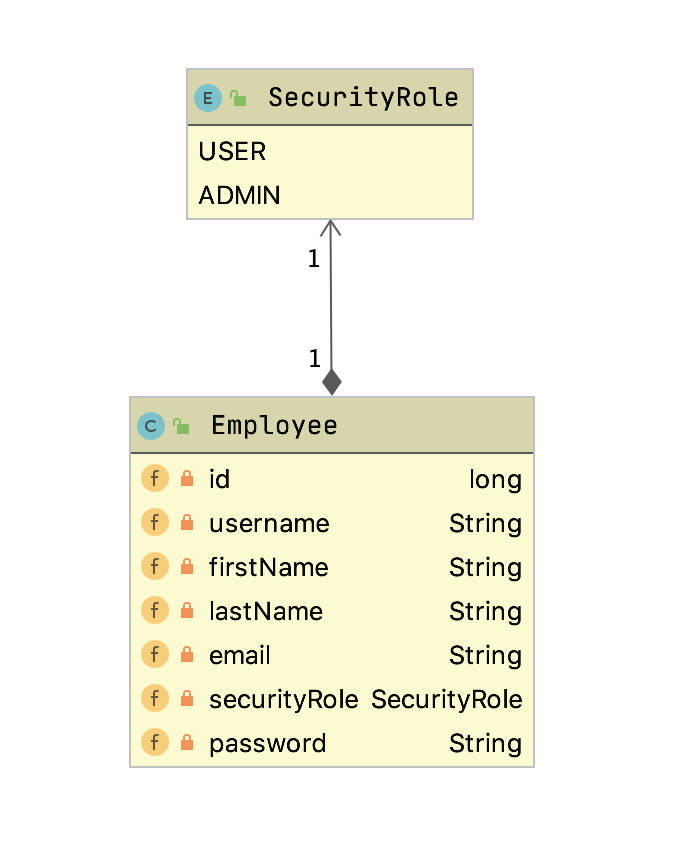 E SecurityRole
USER
ADMIN
1
1
C Employee
f id long
f username String
f firstName String
f lastName String
f email String
f securityRole SecurityRole
f password String